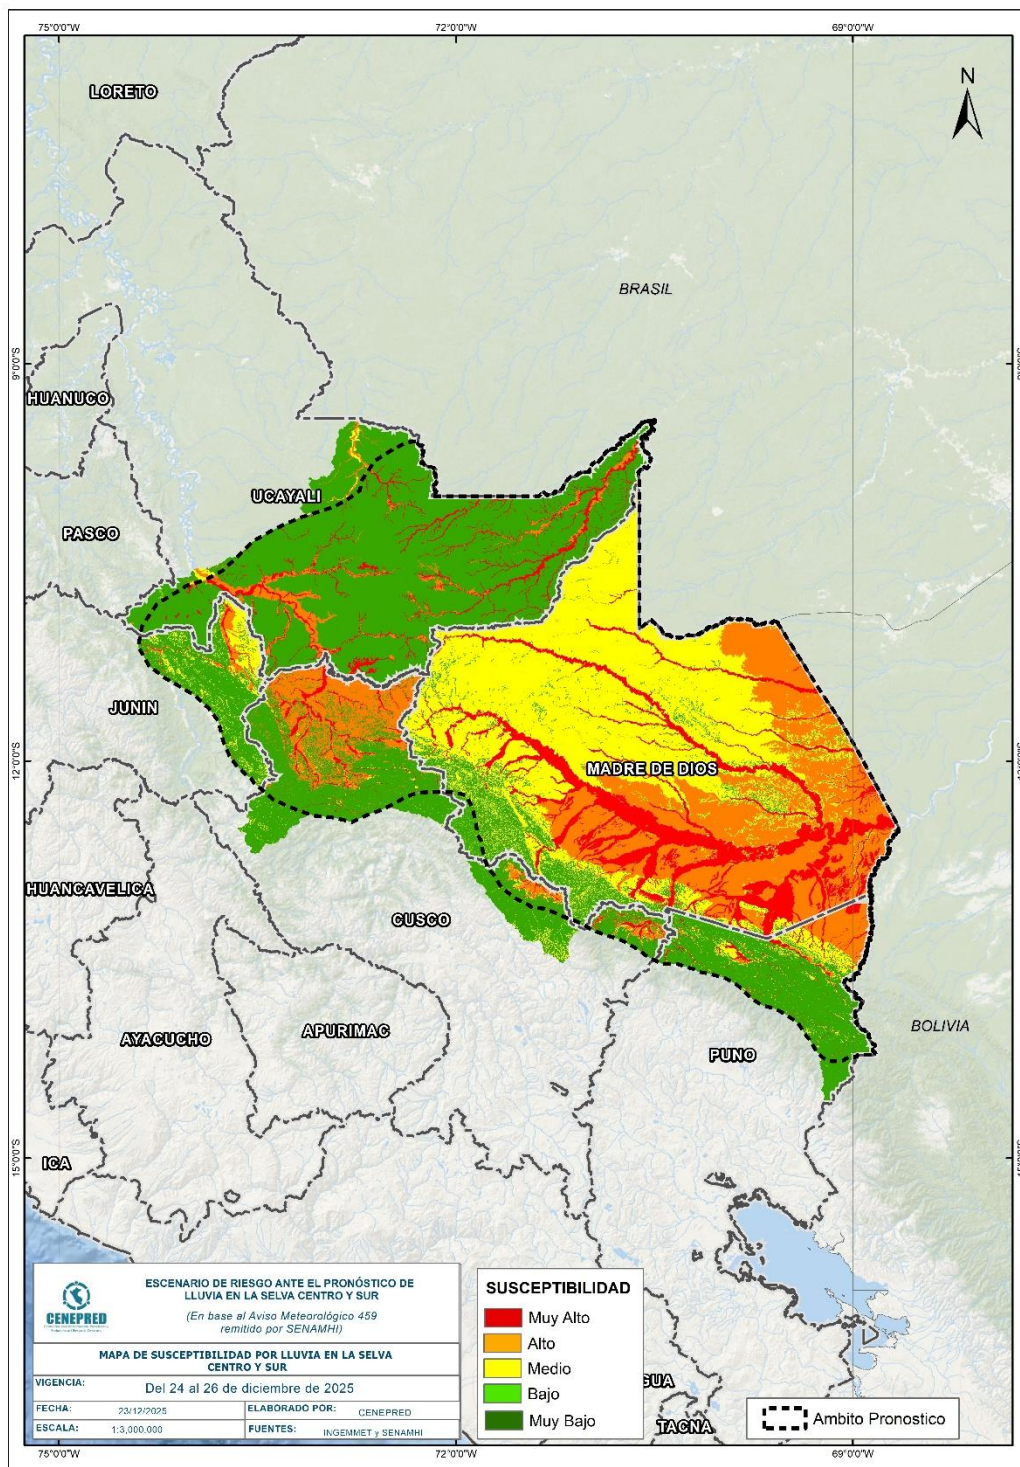 75°0'0"W
72°0'0"W
69°0'0"W
N
LORETO
BRASIL
9°0'0"S
HUANUCO
UCAYALI
PASCO
JUNIN
12°0'0"S
MADRE DE DIOS
HUANCAVELICA
CUSCO
AYACUCHO
APURIMAC
PUNO
BOLIVIA
ICA
15°0'0"S
GUA
TACNA
CENEPRED
ESCENARIO DE RIESGO ANTE EL PRONÓSTICO DE
LLUVIA EN LA SELVA CENTRO Y SUR
(En base al Aviso Meteorológico 459
remitido por SENAMHI)
MAPA DE SUSCEPTIBILIDAD POR LLUVIA EN LA SELVA
CENTRO Y SUR
VIGENCIA: Del 24 al 26 de diciembre de 2025
FECHA: 23/12/2025 ELABORADO POR: CENEPRED
ESCALA: 1:3,000.000 FUENTES: INGEMMET y SENAMHI
SUSCEPTIBILIDAD
Muy Alto
Alto
Medio
Bajo
Muy Bajo
Ambito Pronostico
75°0'0"W
72°0'0"W
69°0'0"W